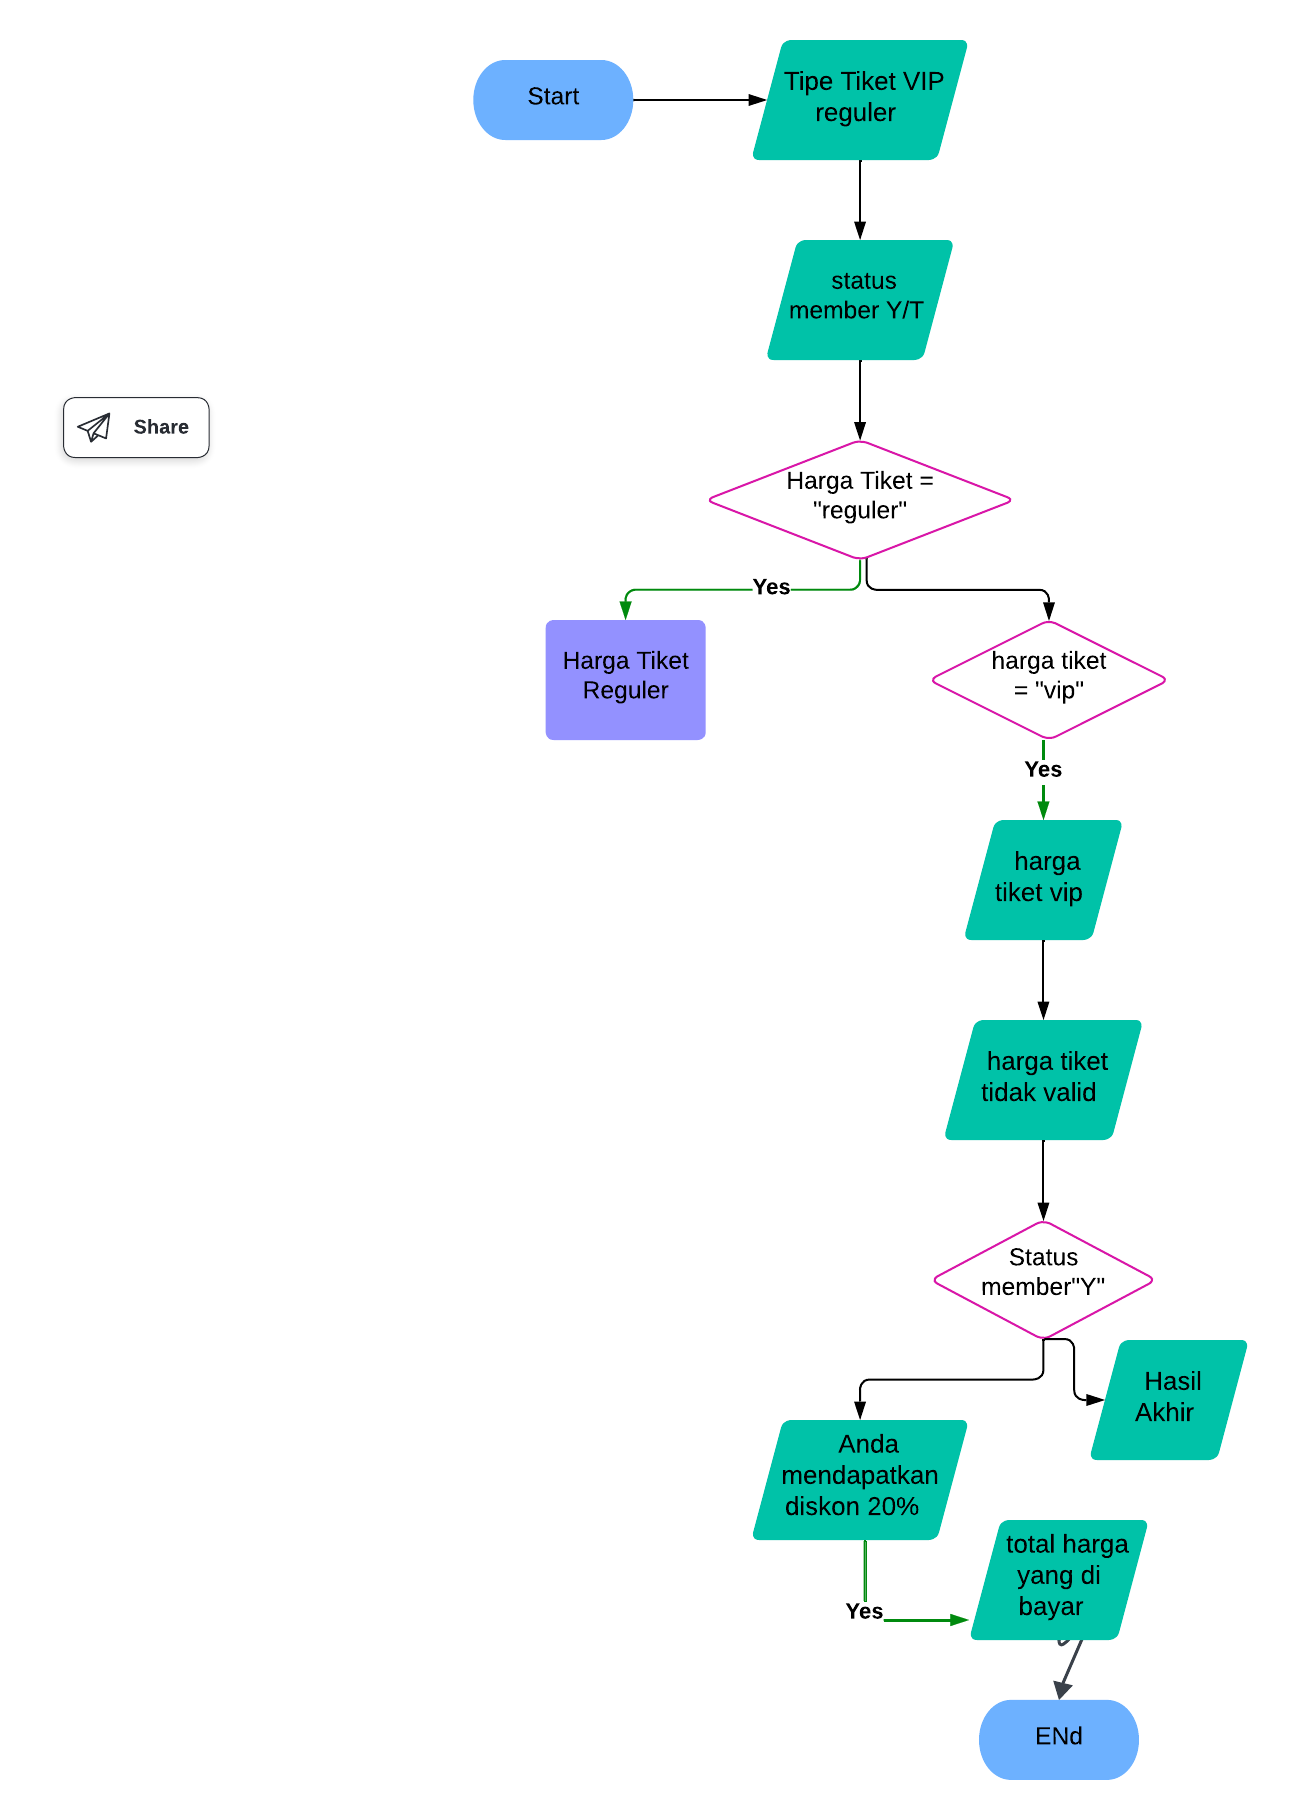 Start
Tipe Tiket VIP
reguler
status
member Y/T
Share
Harga Tiket =
"reguler"
Yes
Harga Tiket
Reguler
harga tiket
= "vip"
Yes
harga
tiket vip
harga tiket
tidak valid
Status
member"Y"
Hasil
Akhir
Anda
mendapatkan
diskon 20%
Yes
total harga
yang di
bayar
ENd